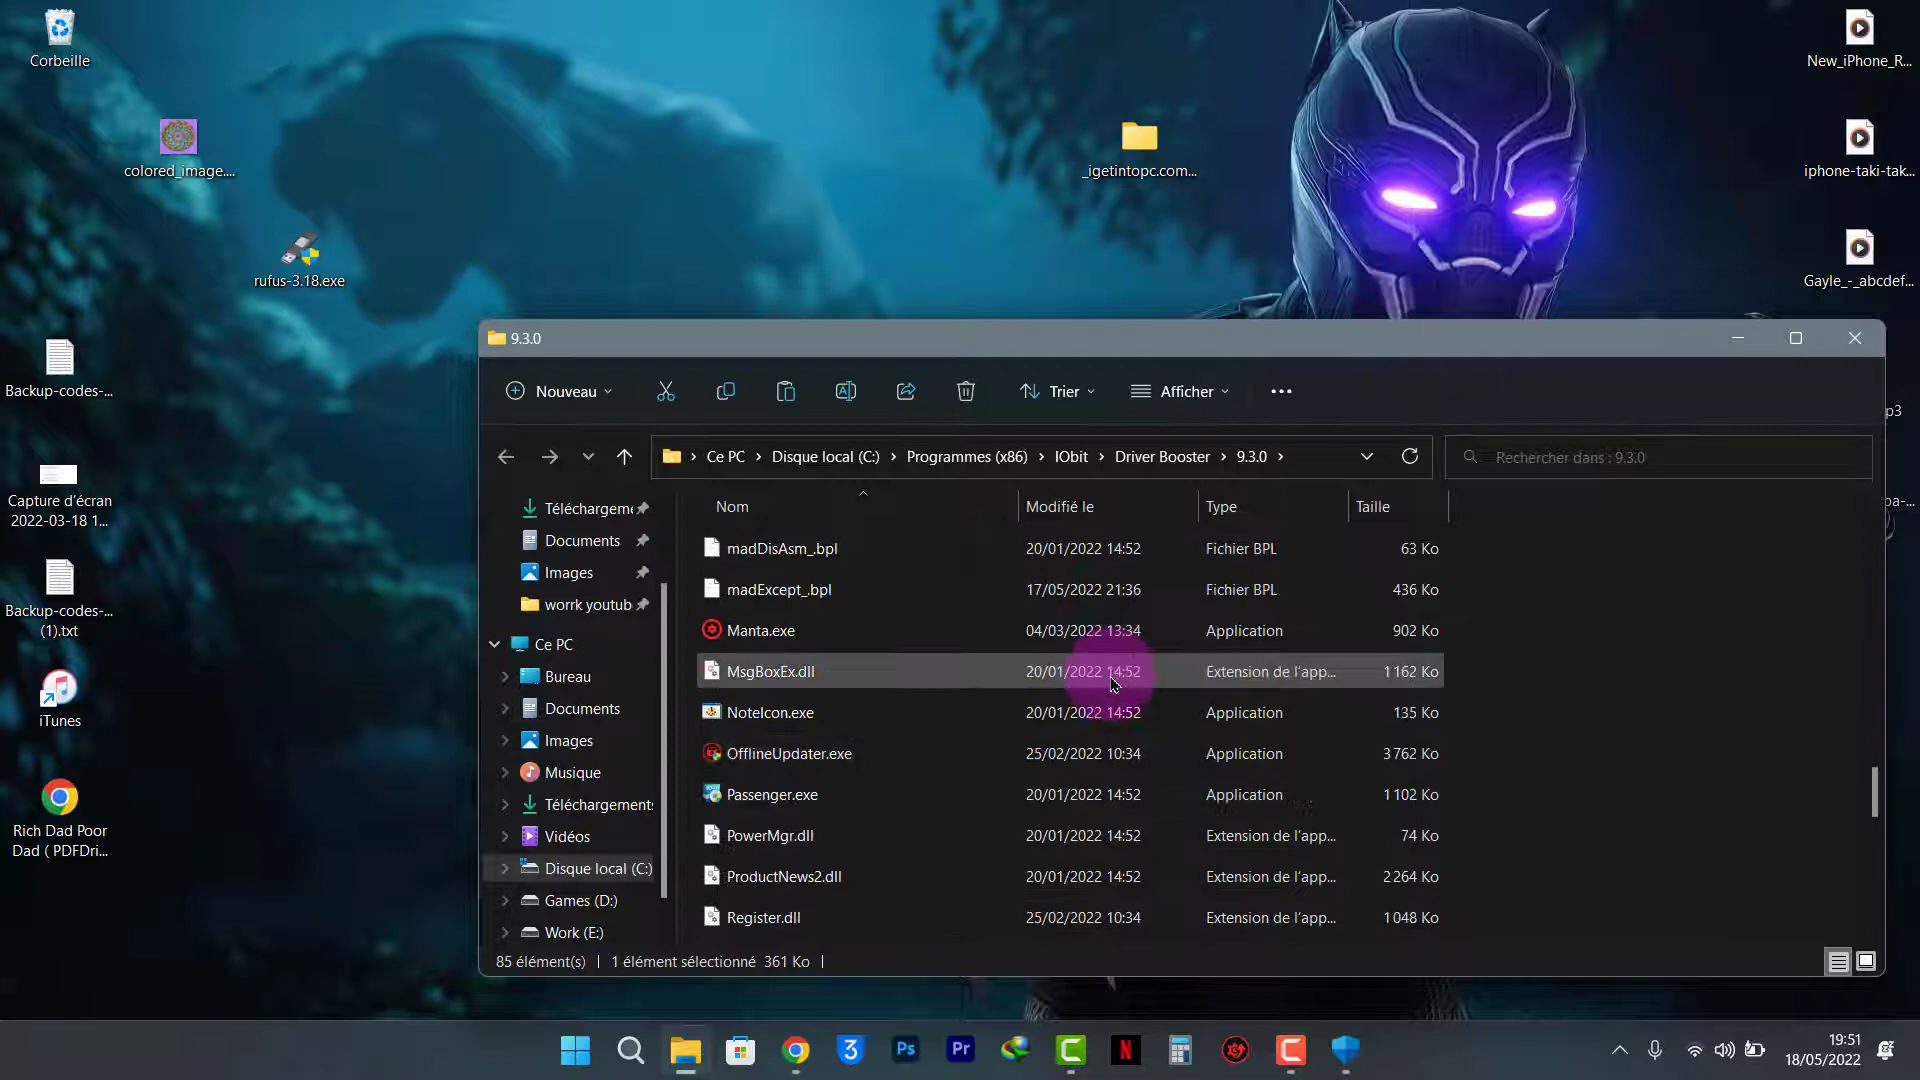 Corbeille
colored_image....
rufus-3.18.exe
Backup-codes-...
Capture d'écran
2022-03-18 1...
Backup-codes-...
(1).txt
iTunes
Rich Dad Poor
Dad ( PDFDri...
_igetintopc.com...
New_iPhone_R...
iphone-taki-tak...
Gayle_-_abcdef...
p3
9.3.0
Nouveau
Trier
Afficher
Ce PC
Disque local (C:)
Programmes (x86)
IObit
Driver Booster
9.3.0
Rechercher dans : 9.3.0
Téléchargeme
Documents
Images
worrk youtub
Ce PC
Bureau
Documents
Images
Musique
Téléchargements
Vidéos
Disque local (C:)
Games (D:)
Work (E:)
Nom Modifié le Type Taille
madDisAsm_.bpl 20/01/2022 14:52 Fichier BPL 63 Ko
madExcept_.bpl 17/05/2022 21:36 Fichier BPL 436 Ko
Manta.exe 04/03/2022 13:34 Application 902 Ko
MsgBoxEx.dll 20/01/2022 14:52 Extension de l'app... 1 162 Ko
NoteIcon.exe 20/01/2022 14:52 Application 135 Ko
OfflineUpdater.exe 25/02/2022 10:34 Application 3 762 Ko
Passenger.exe 20/01/2022 14:52 Application 1 102 Ko
PowerMgr.dll 20/01/2022 14:52 Extension de l'app... 74 Ko
ProductNews2.dll 20/01/2022 14:52 Extension de l'app... 2 264 Ko
Register.dll 25/02/2022 10:34 Extension de l'app... 1 048 Ko
85 élément(s) 1 élément sélectionné 361 Ko
3
Ps
Pr
N
19:51
18/05/2022